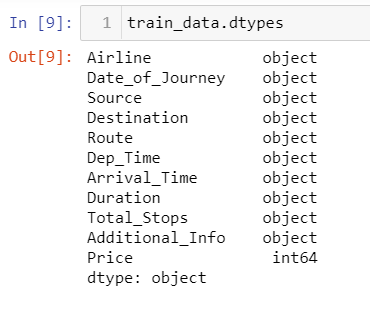 In [9]: 1 train_data.dtypes
Out[9]: Airline object
Date_of_Journey object
Source object
Destination object
Route object
Dep_Time object
Arrival_Time object
Duration object
Total_Stops object
Additional_Info object
Price int64
dtype: object